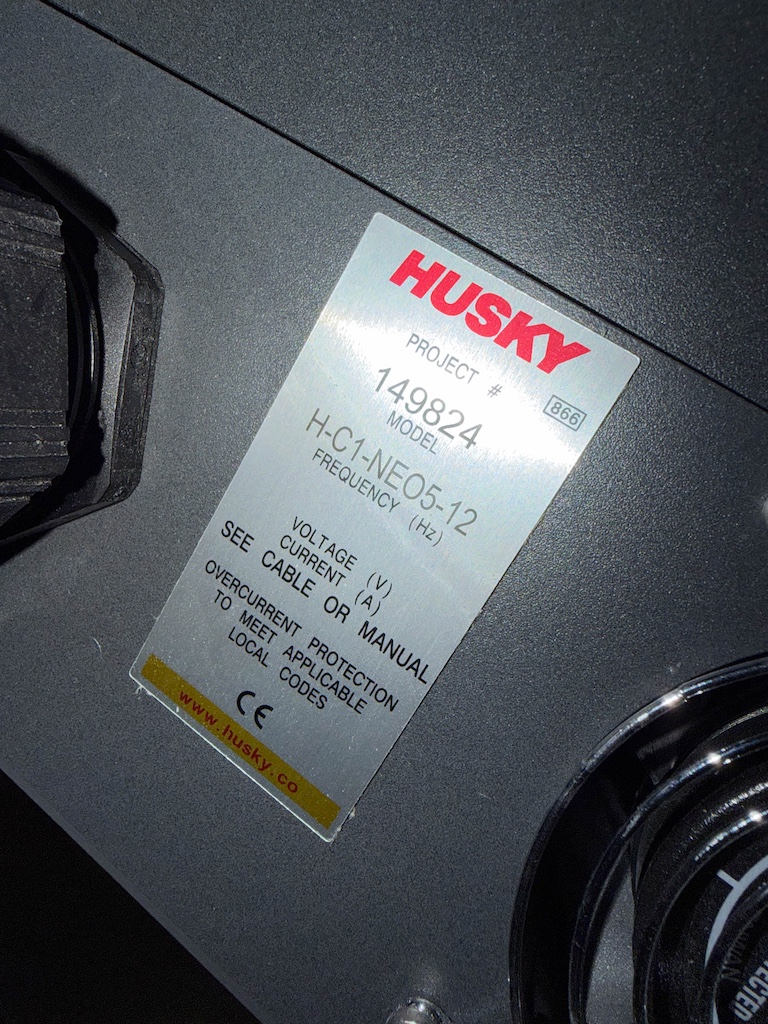 HUSKY
PROJECT #
866
149824
MODEL
H-C1-NEO5-12
FREQUENCY (Hz)
VOLTAGE (V)
CURRENT (A)
SEE CABLE OR MANUAL
OVERCURRENT PROTECTION
TO MEET APPLICABLE
LOCAL CODES
CE
www.husky.co